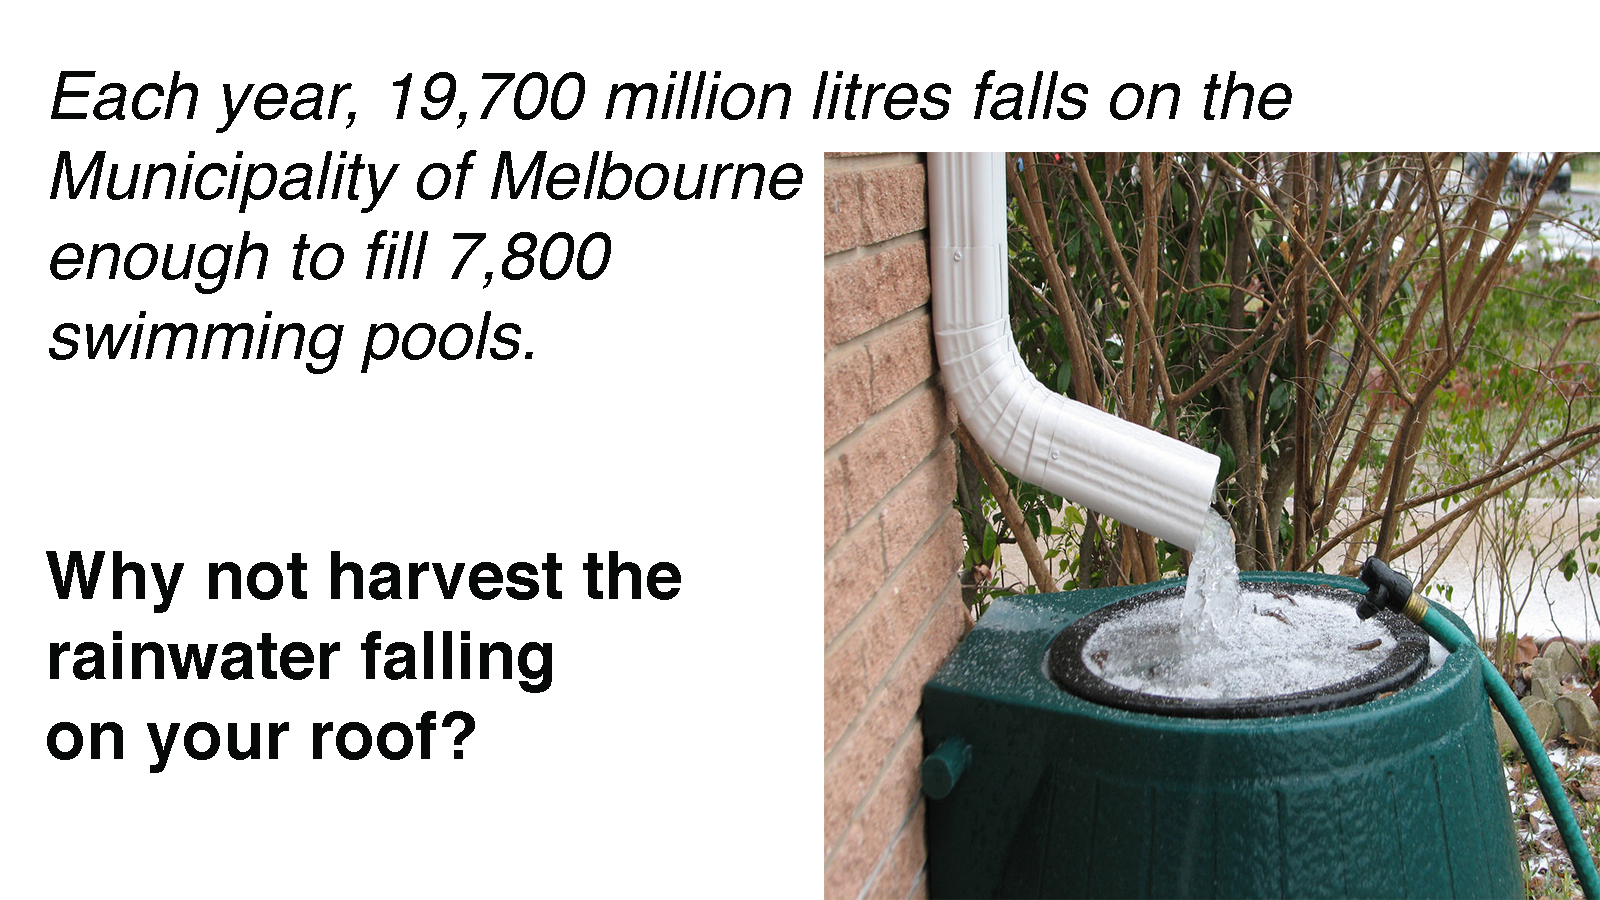 Each year, 19,700 million litres falls on the
Municipality of Melbourne
enough to fill 7,800
swimming pools.
Why not harvest the
rainwater falling
on your roof?